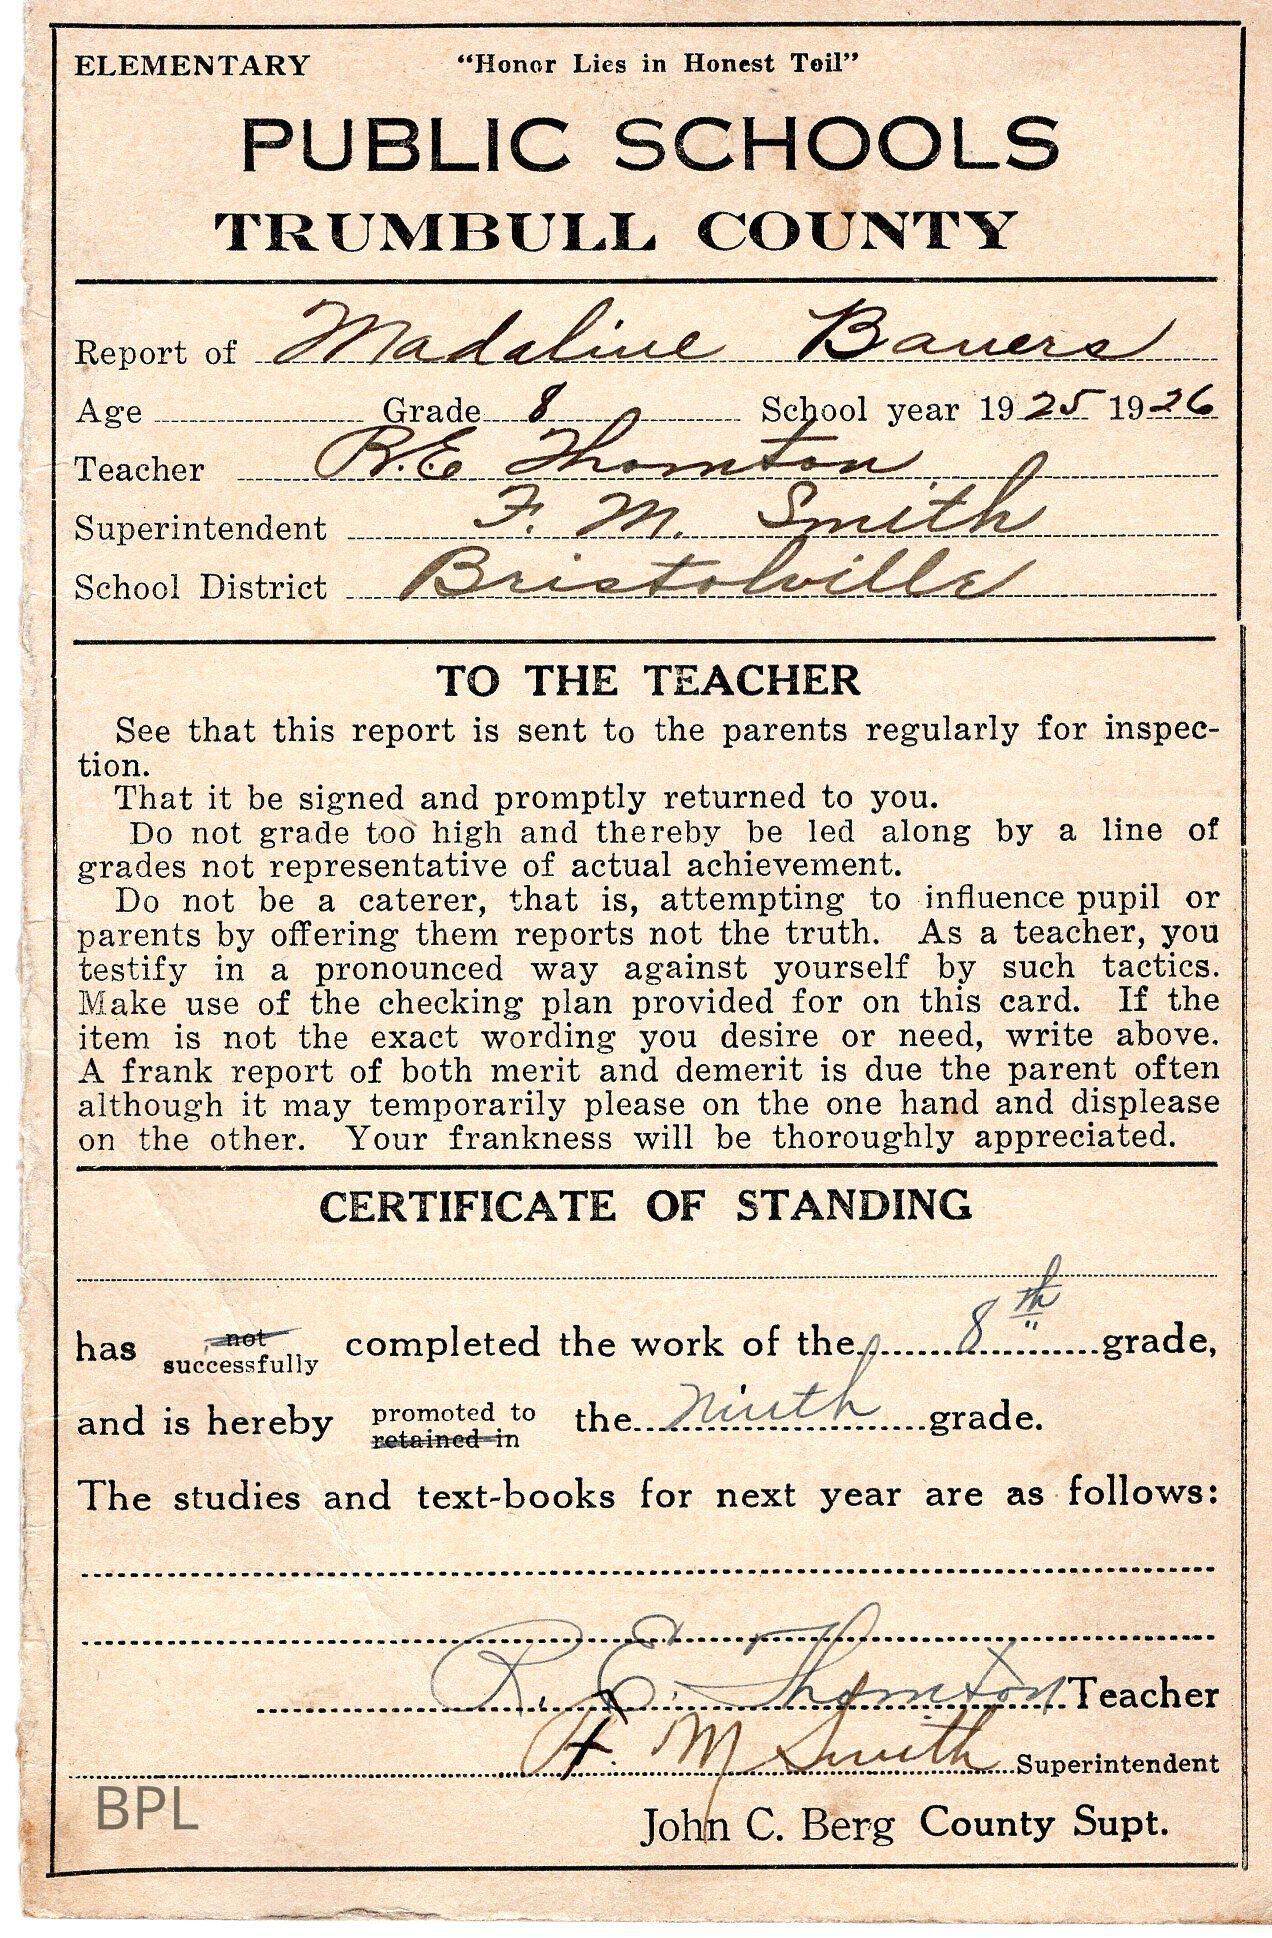 ELEMENTARY "Honor Lies in Honest Toil"
PUBLIC SCHOOLS
TRUMBULL COUNTY
Report of Madaline Bauers
Age Grade 8 School year 1925 1926
Teacher R.E. Thomton
Superintendent F. M. Smith
School District Bristolville
TO THE TEACHER
See that this report is sent to the parents regularly for inspec-
tion.
That it be signed and promptly returned to you.
Do not grade too high and thereby be led along by a line of
grades not representative of actual achievement.
Do not be a caterer, that is, attempting to influence pupil or
parents by offering them reports not the truth. As a teacher, you
testify in a pronounced way against yourself by such tactics.
Make use of the checking plan provided for on this card. If the
item is not the exact wording you desire or need, write above.
A frank report of both merit and demerit is due the parent often
although it may temporarily please on the one hand and displease
on the other. Your frankness will be thoroughly appreciated.
CERTIFICATE OF STANDING
has not successfully completed the work of the 8th grade,
and is hereby promoted to retained in the Ninth grade.
The studies and text-books for next year are as follows:
R. E. Thomton Teacher
F. M Smith Superintendent
BPL
John C. Berg County Supt.